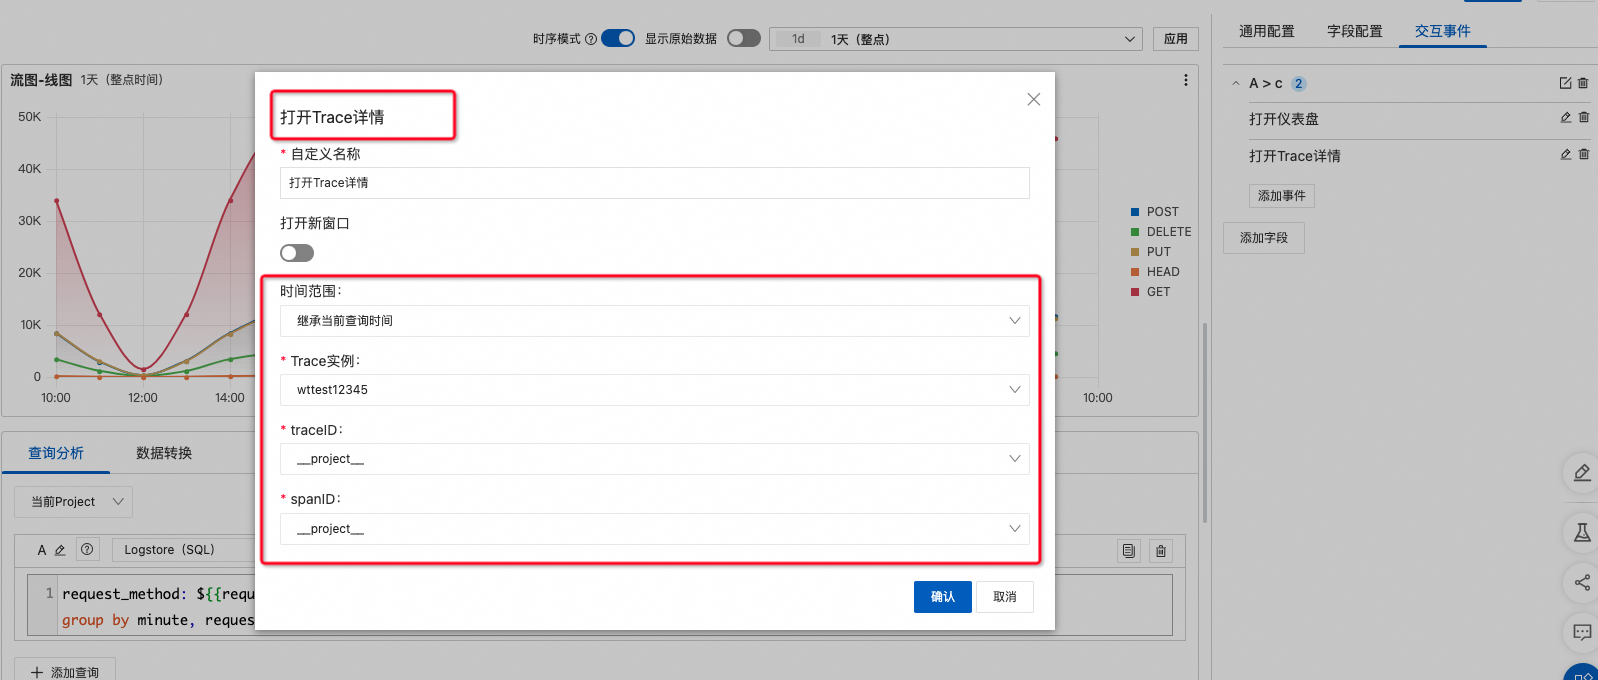 时序模式 显示原始数据 1d 1天（整点） 应用
通用配置 字段配置 交互事件
流图-线图 1天（整点时间）
50K
40K
30K
20K
10K
0
10:00 12:00 14:00 10:00
POST
DELETE
PUT
HEAD
GET
A > c 2
打开仪表盘
打开Trace详情
添加事件
添加字段
打开Trace详情
* 自定义名称
打开Trace详情
打开新窗口
时间范围:
继承当前查询时间
* Trace实例:
wttest12345
* traceID:
__project__
* spanID:
__project__
确认 取消
查询分析 数据转换
当前Project
A Logstore（SQL）
1 request_method: ${{requ
group by minute, reques
添加查询